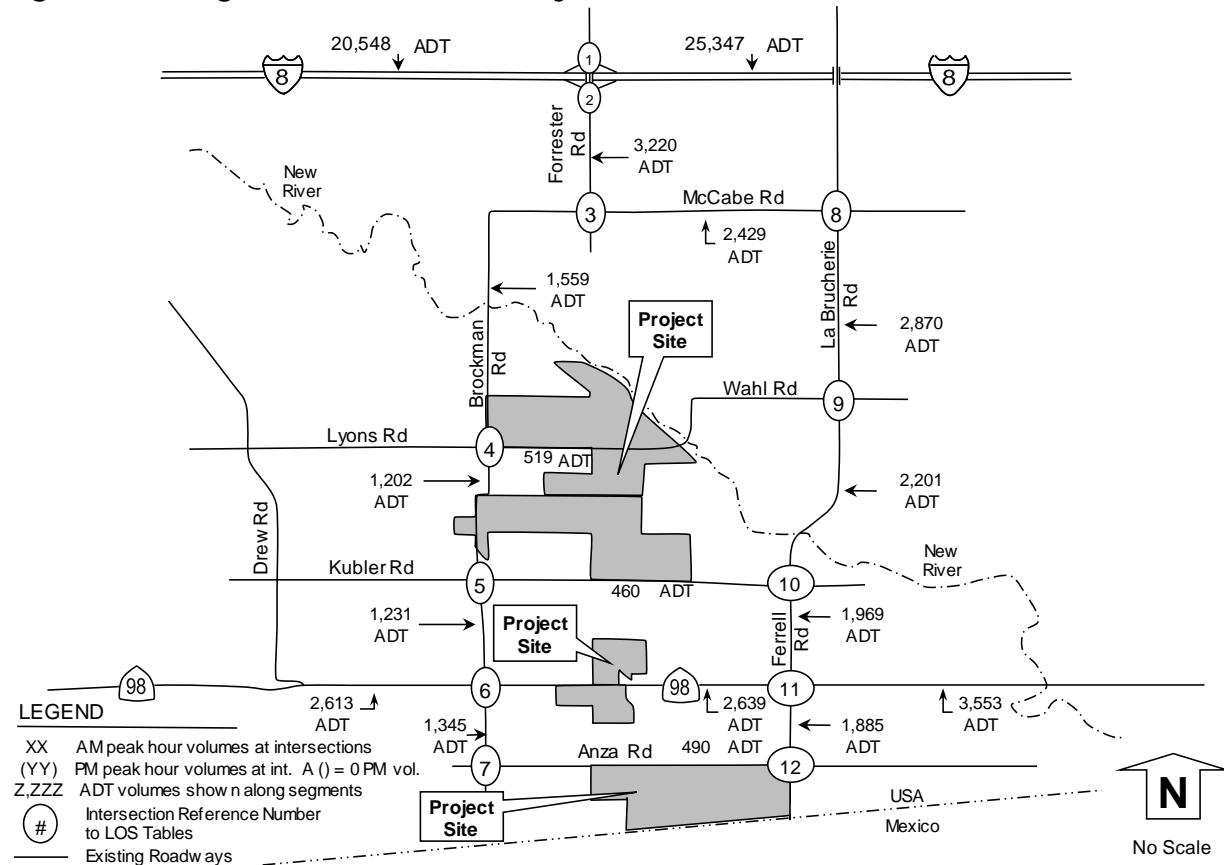 20,548 ADT
25,347 ADT
8
8
1
2
Forrester
Rd
3,220
ADT
New
River
McCabe Rd
3
8
2,429
ADT
1,559
ADT
La Brucherie
Rd
Project
Site
2,870
ADT
Brockman
Rd
Wahl Rd
9
Lyons Rd
4
519 ADT
1,202
ADT
2,201
ADT
Drew Rd
New
River
Kubler Rd
5
10
460 ADT
1,231
ADT
Project
Site
1,969
ADT
Ferrell
Rd
98
6
98
11
2,613
ADT
2,639
ADT
3,553
ADT
LEGEND
1,345
ADT
ADT
1,885
ADT
XX AM peak hour volumes at intersections
(YY) PM peak hour volumes at int. A () = 0 PM vol.
Z,ZZZ ADT volumes shown along segments
# Intersection Reference Number
to LOS Tables
Existing Roadways
7
Anza Rd
490
12
Project
Site
USA
Mexico
N
No Scale